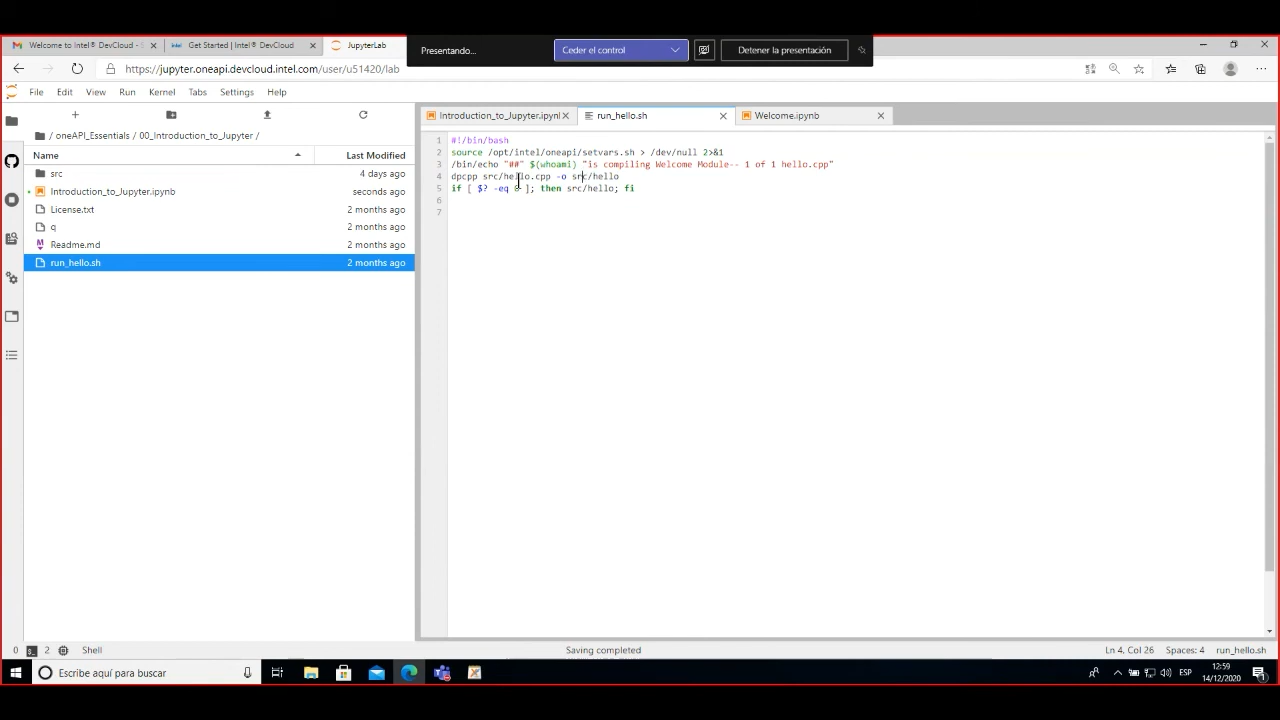 Welcome to Intel® DevCloud - S
Get Started | Intel® DevCloud
JupyterLab
Presentando...
Ceder el control
Detener la presentación
https://jupyter.oneapi.devcloud.intel.com/user/u51420/lab
File Edit View Run Kernel Tabs Settings Help
/ oneAPI_Essentials / 00_Introduction_to_Jupyter /
Name Last Modified
src 4 days ago
Introduction_to_Jupyter.ipynb seconds ago
License.txt 2 months ago
q 2 months ago
Readme.md 2 months ago
run_hello.sh 2 months ago
Introduction_to_Jupyter.ipynl
run_hello.sh
Welcome.ipynb
1 #!/bin/bash
2 source /opt/intel/oneapi/setvars.sh > /dev/null 2>&1
3 /bin/echo "##" $(whoami) "is compiling Welcome Module-- 1 of 1 hello.cpp"
4 dpcpp src/hello.cpp -o src/hello
5 if [ $? -eq 0 ]; then src/hello; fi
6
7
0 2 Shell Saving completed Ln 4, Col 26 Spaces: 4 run_hello.sh
Escribe aquí para buscar
ESP
12:59
14/12/2020
1